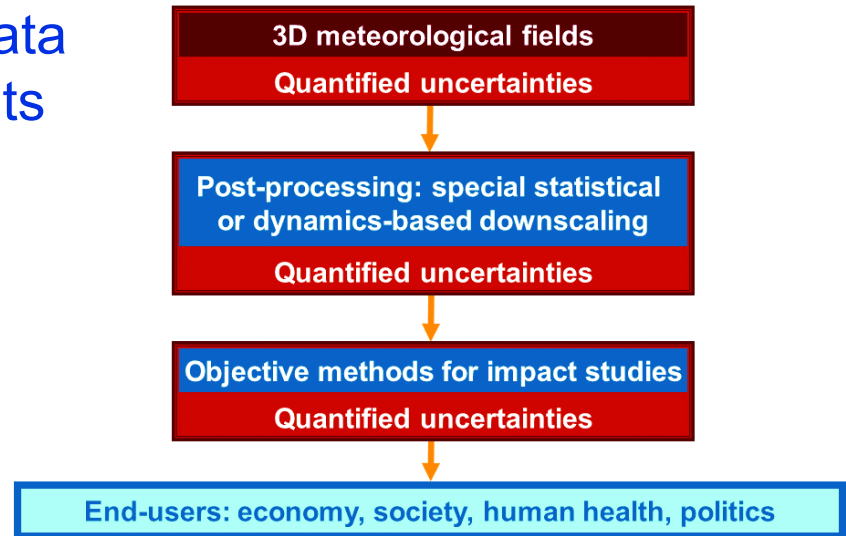 ata
ts
3D meteorological fields
Quantified uncertainties
Post-processing: special statistical
or dynamics-based downscaling
Quantified uncertainties
Objective methods for impact studies
Quantified uncertainties
End-users: economy, society, human health, politics